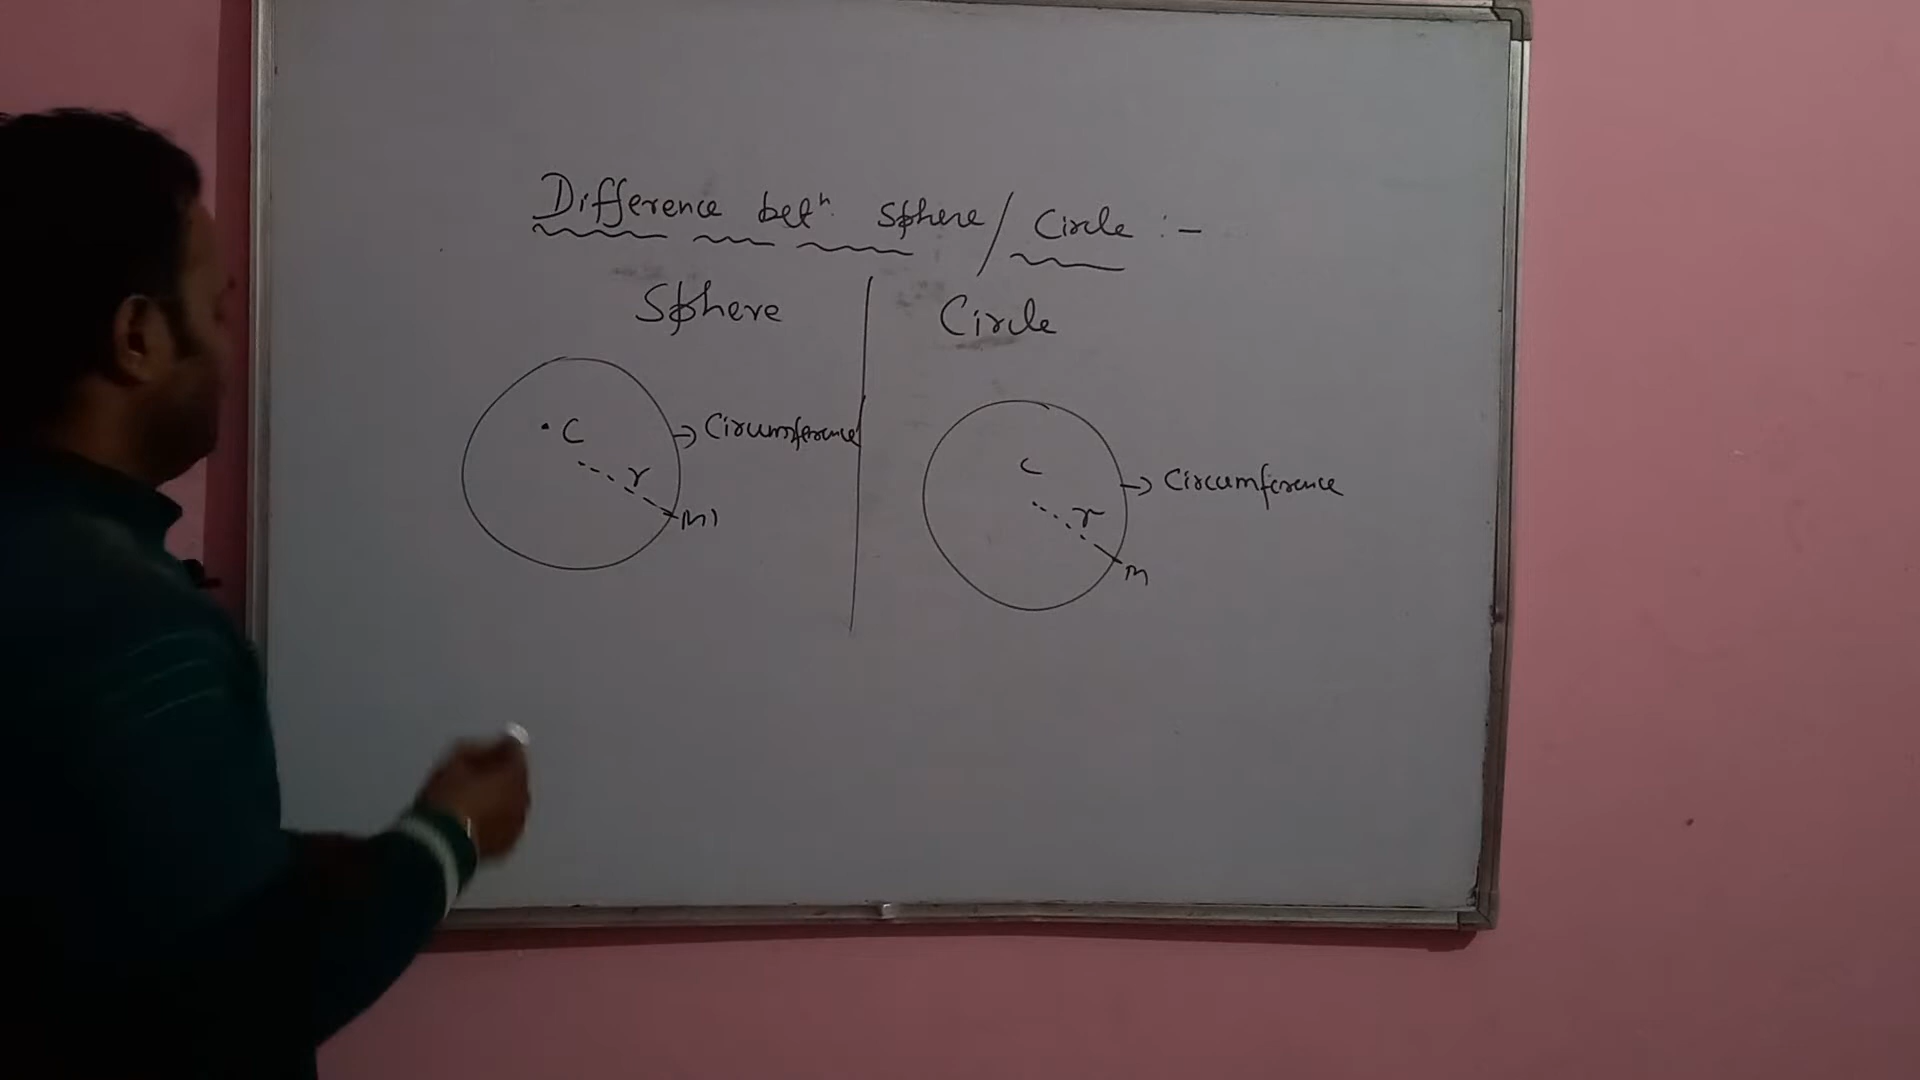 Difference betn. Sphere / Circle :-
Sphere
Circle
. C
r
m
→ Circumference
C
r
m
→ Circumference